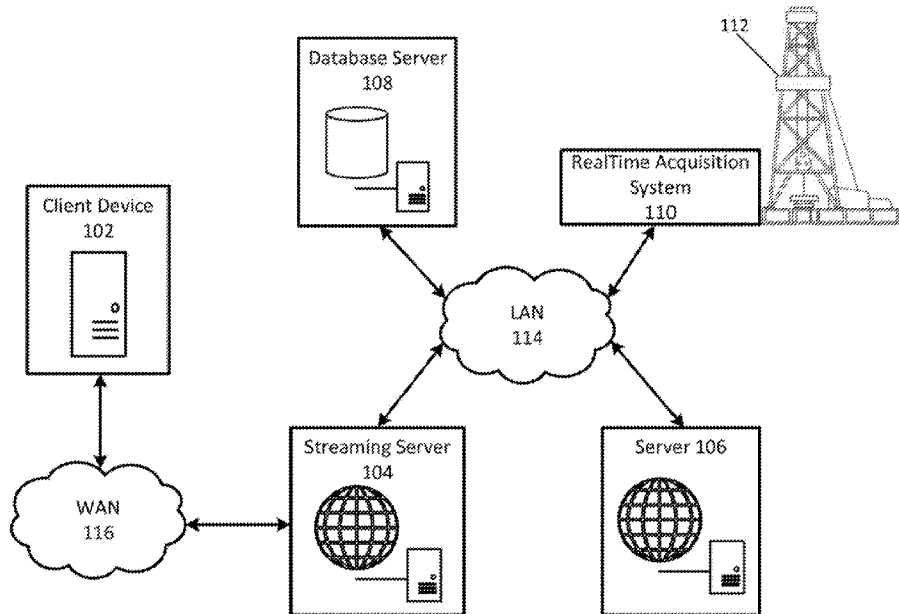 112
Database Server
108
RealTime Acquisition
System
110
Client Device
102
LAN
114
Streaming Server
104
Server 106
WAN
116